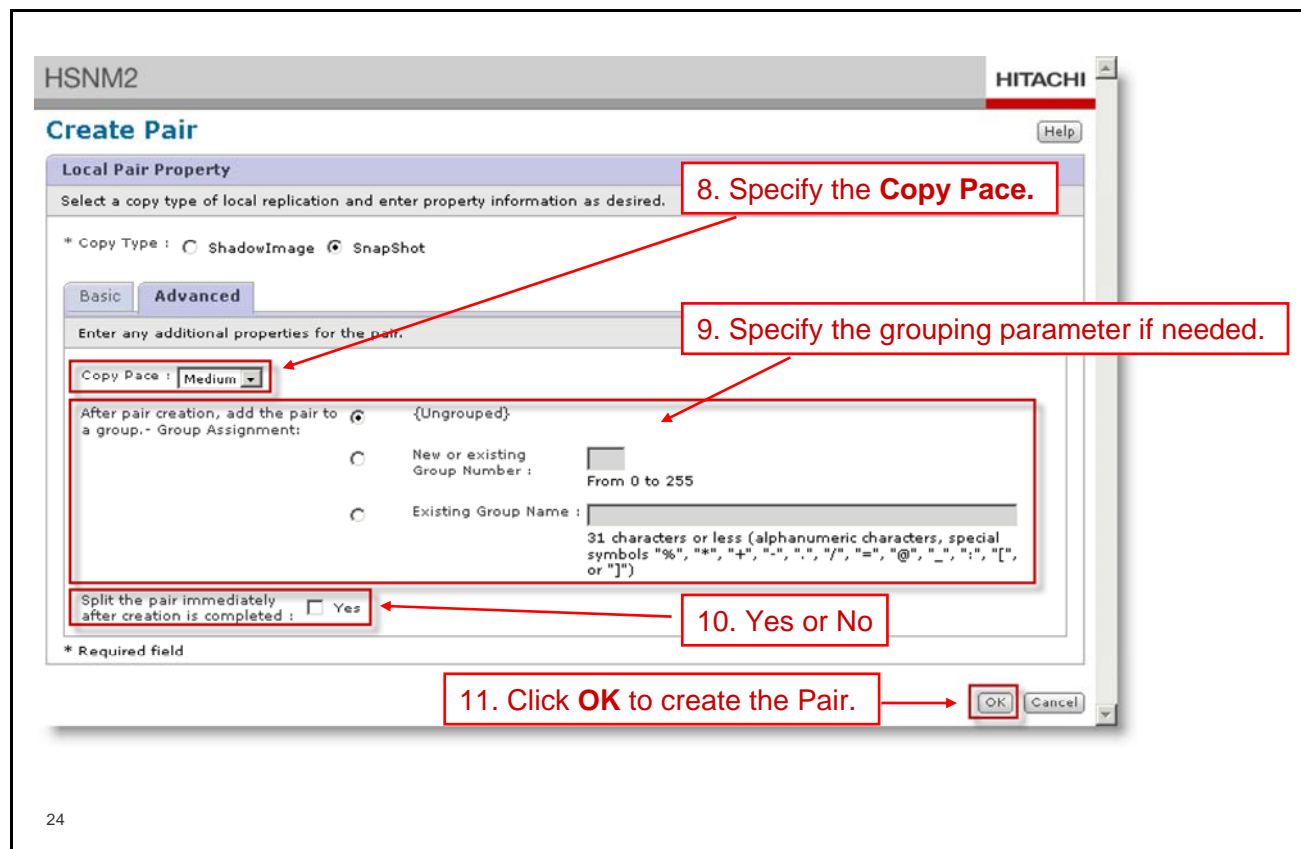 HSNM2
HITACHI
Create Pair
Help
Local Pair Property
8. Specify the Copy Pace.
Select a copy type of local replication and enter property information as desired.
* Copy Type : ShadowImage SnapShot
Basic Advanced
Enter any additional properties for the pair.
9. Specify the grouping parameter if needed.
Copy Pace : Medium
After pair creation, add the pair to
a group.- Group Assignment:
{Ungrouped}
New or existing
Group Number :
From 0 to 255
Existing Group Name :
31 characters or less (alphanumeric characters, special
symbols "%", "*", "+", "-", ".", "/", "=", "@", "_", ":", "[",
or "]")
Split the pair immediately
after creation is completed :
Yes
10. Yes or No
* Required field
11. Click OK to create the Pair.
OK Cancel
24